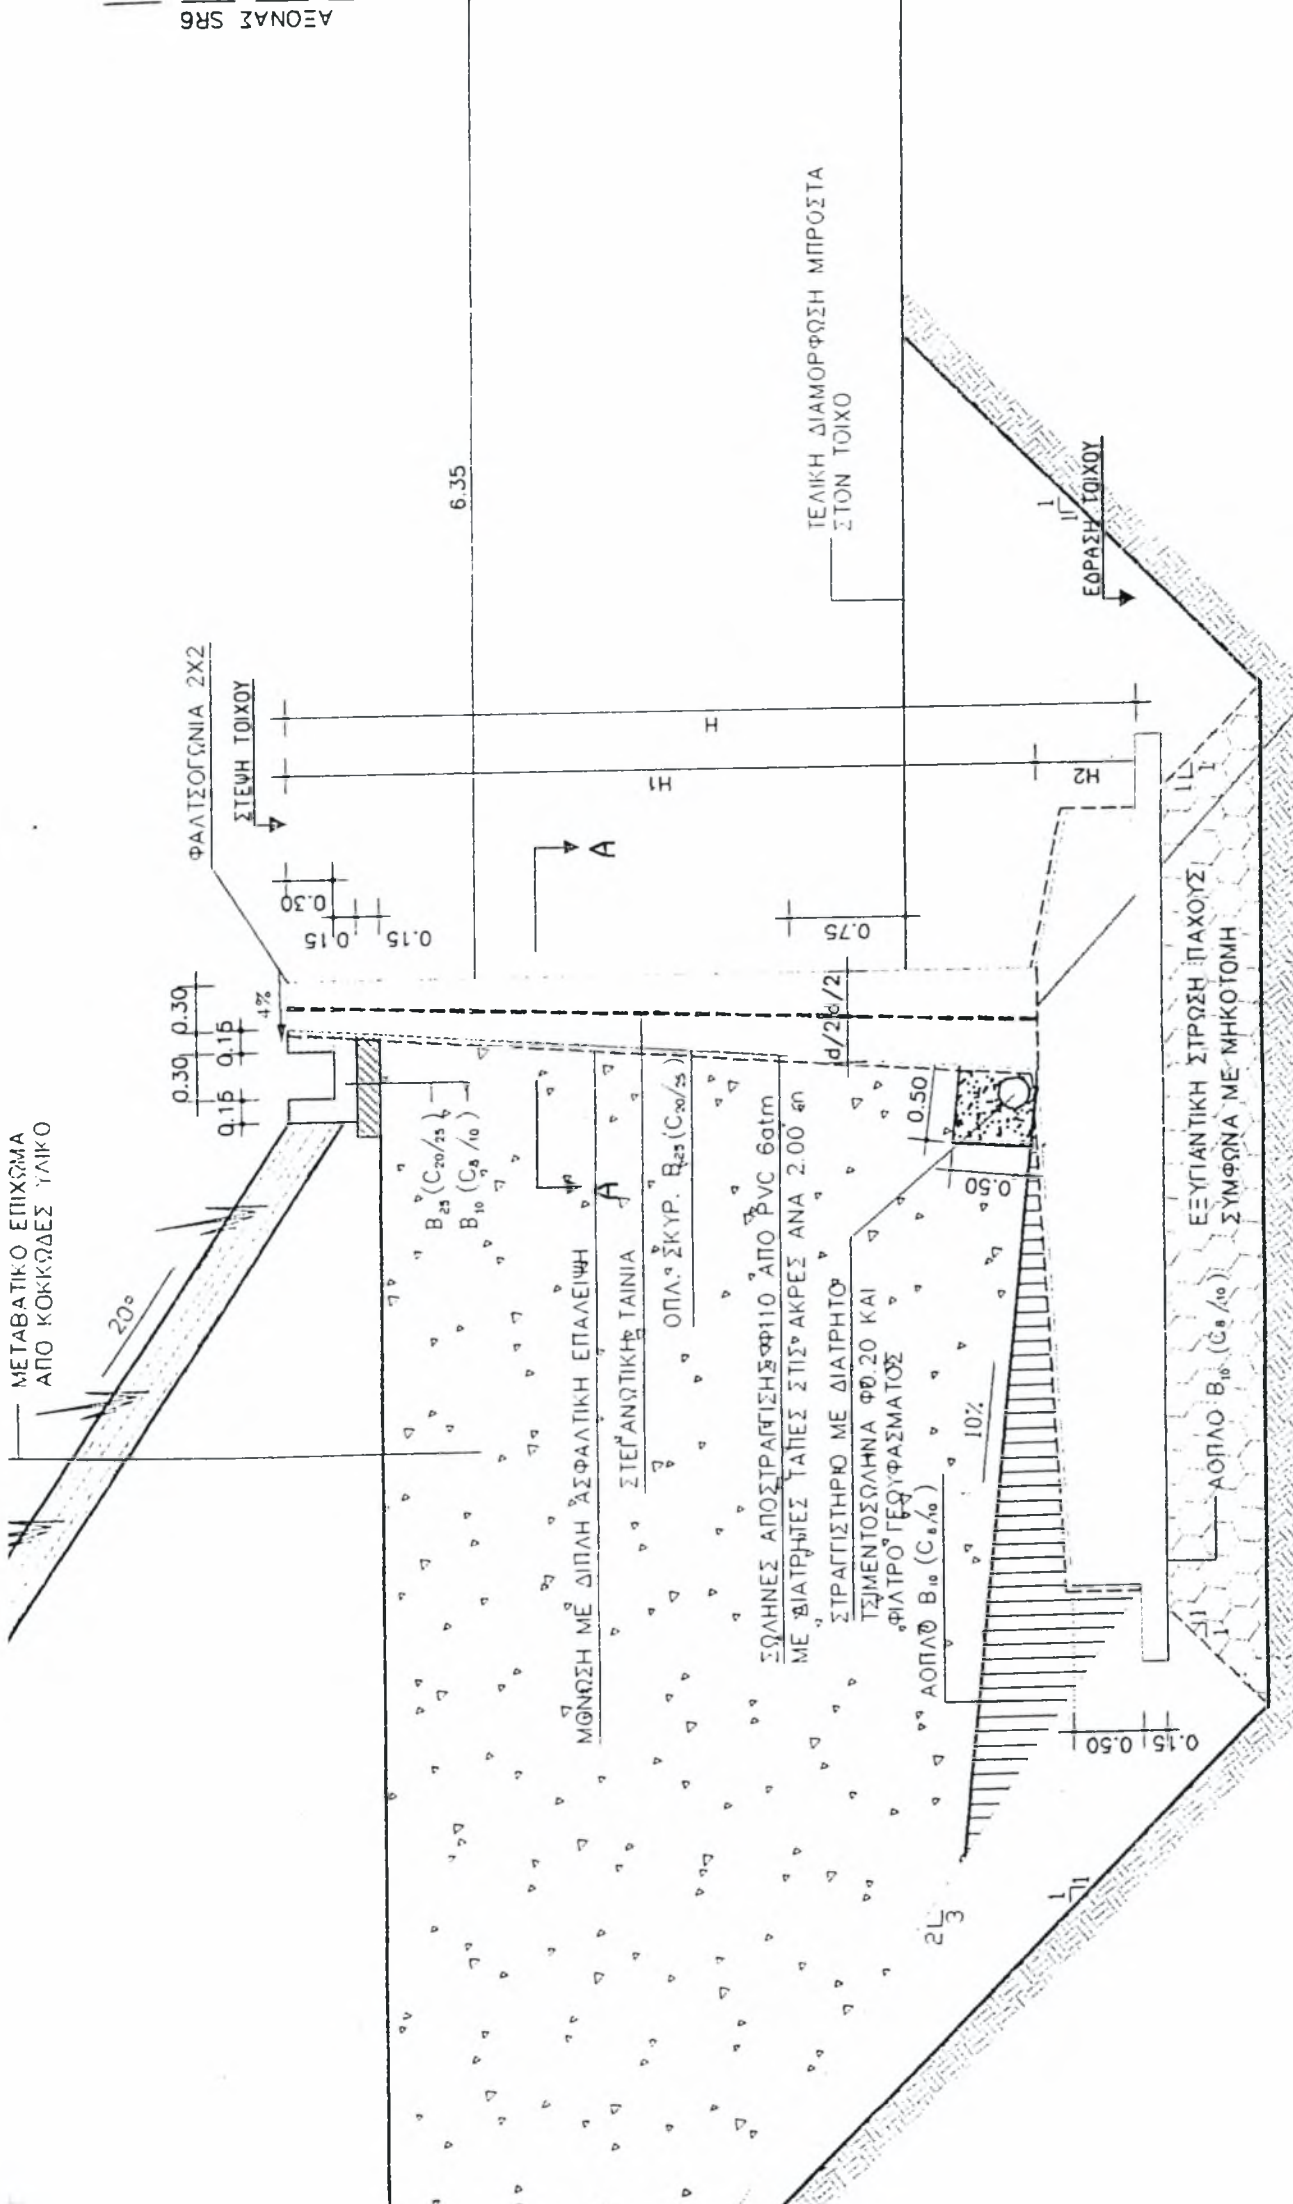 ΑΞΟΝΑΣ SR6
ΜΕΤΑΒΑΤΙΚΟ ΕΠΙΧΩΜΑ
ΑΠΟ ΚΟΚΚΩΔΕΣ ΥΛΙΚΟ
20°
ΦΑΛΤΣΟΓΩΝΙΑ 2X2
ΣΤΕΨΗ ΤΟΙΧΟΥ
0.30
0.15
0.30
0.15
4%
0.30
0.15
0.15
6.35
B25 (C20/25)
B10 (C8/10)
A
A
H
H1
H2
ΜΟΝΩΣΗ ΜΕ ΔΙΠΛΗ ΑΣΦΑΛΤΙΚΗ ΕΠΑΛΕΙΨΗ
ΣΤΕΓΑΝΩΤΙΚΗ ΤΑΙΝΙΑ
ΟΠΛ. ΣΚΥΡ. B25 (C20/25)
ΣΩΛΗΝΕΣ ΑΠΟΣΤΡΑΓΓΙΣΗΣ Φ110 ΑΠΟ PVC 6atm
ΜΕ ΔΙΑΤΡΗΤΕΣ ΤΑΠΕΣ ΣΤΙΣ ΑΚΡΕΣ ΑΝΑ 2.00 m
ΣΤΡΑΓΓΙΣΤΗΡΙΟ ΜΕ ΔΙΑΤΡΗΤΟ
ΤΣΙΜΕΝΤΟΣΩΛΗΝΑ Φ0.20 ΚΑΙ
ΦΙΛΤΡΟ ΓΕΩΥΦΑΣΜΑΤΟΣ
ΑΟΠΛΟ B10 (C8/10)
0.75
d/2
d/2
0.50
0.50
10%
ΤΕΛΙΚΗ ΔΙΑΜΟΡΦΩΣΗ ΜΠΡΟΣΤΑ
ΣΤΟΝ ΤΟΙΧΟ
ΕΔΡΑΣΗ ΤΟΙΧΟΥ
1
1
2
3
1
1
0.50
0.15
1
1
1
1
ΑΟΠΛΟ B10 (C8/10)
ΕΞΥΓΙΑΝΤΙΚΗ ΣΤΡΩΣΗ ΠΑΧΟΥΣ
ΣΥΜΦΩΝΑ ΜΕ ΜΗΚΟΤΟΜΗ